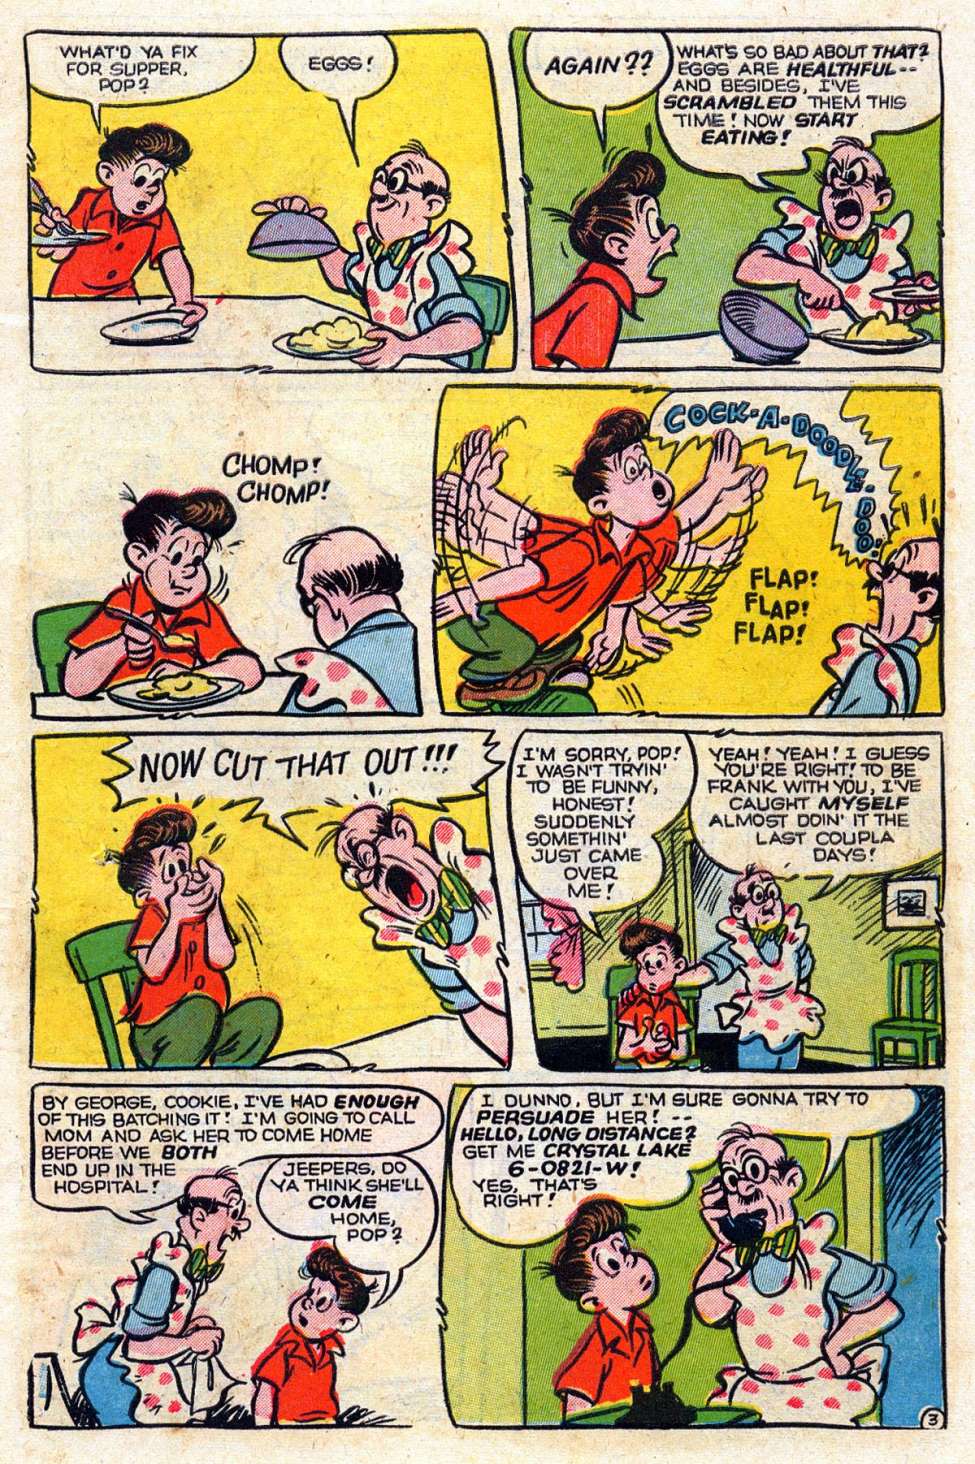 WHAT'D YA FIX
FOR SUPPER,
POP?
EGGS!
AGAIN??
WHAT'S SO BAD ABOUT THAT?
EGGS ARE HEALTHFUL--
AND BESIDES, I'VE
SCRAMBLED THEM THIS
TIME! NOW START
EATING!
CHOMP!
CHOMP!
COCK-A-DOODLE-DOO!
FLAP!
FLAP!
FLAP!
NOW CUT THAT OUT!!!
I'M SORRY, POP!
I WASN'T TRYIN'
TO BE FUNNY,
HONEST!
SUDDENLY
SOMETHIN'
JUST CAME
OVER
ME!
YEAH! YEAH! I GUESS
YOU'RE RIGHT! TO BE
FRANK WITH YOU, I'VE
CAUGHT MYSELF
ALMOST DOIN' IT THE
LAST COUPLA
DAYS!
BY GEORGE, COOKIE, I'VE HAD ENOUGH
OF THIS BATCHING IT! I'M GOING TO CALL
MOM AND ASK HER TO COME HOME
BEFORE WE BOTH
END UP IN THE
HOSPITAL!
JEEPERS, DO
YA THINK SHE'LL
COME
HOME,
POP?
I DUNNO, BUT I'M SURE GONNA TRY TO
PERSUADE HER! --
HELLO, LONG DISTANCE?
GET ME CRYSTAL LAKE
6-0821-W!
YES, THAT'S
RIGHT!
3